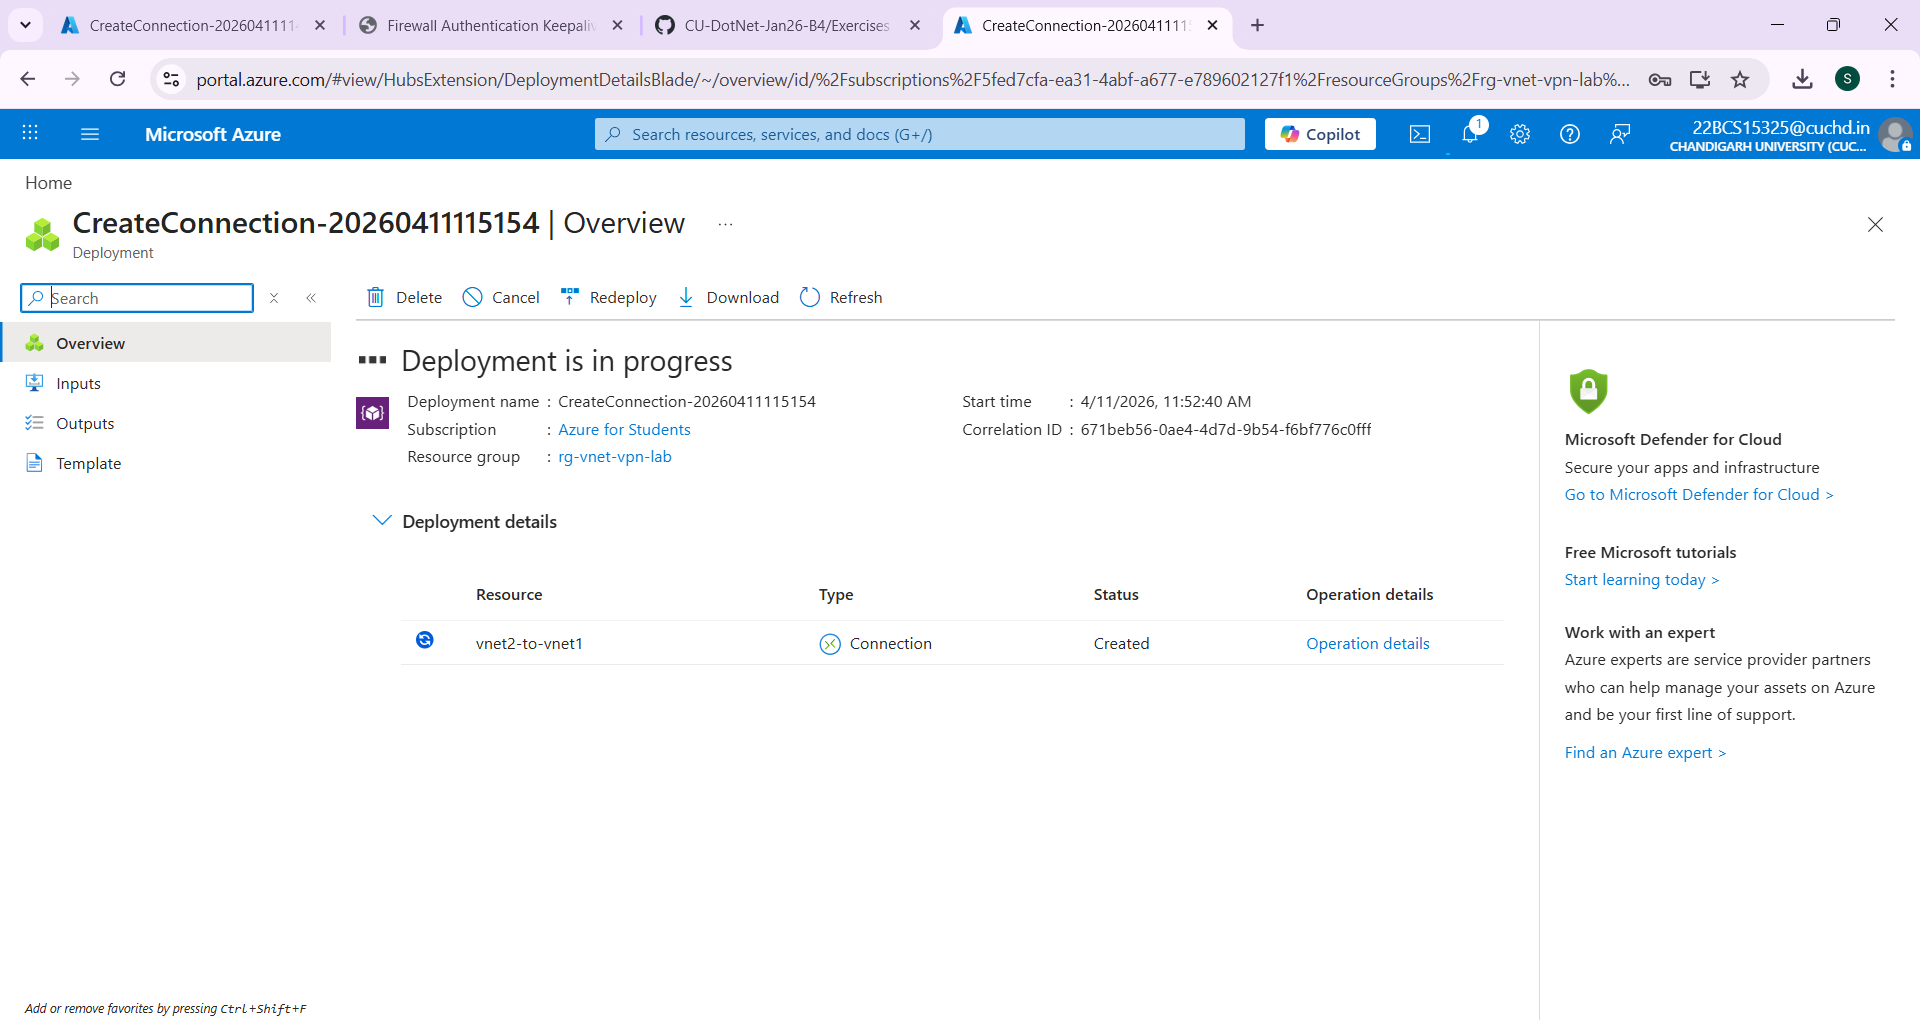 CreateConnection-2026041111
Firewall Authentication Keepaliv
CU-DotNet-Jan26-B4/Exercises
CreateConnection-2026041111
portal.azure.com/#view/HubsExtension/DeploymentDetailsBlade/~/overview/id/%2Fsubscriptions%2F5fed7cfa-ea31-4abf-a677-e789602127f1%2FresourceGroups%2Frg-vnet-vpn-lab%...
S
Microsoft Azure
Search resources, services, and docs (G+/)
Copilot
1
22BCS15325@cuchd.in
CHANDIGARH UNIVERSITY (CUC...
Home
CreateConnection-20260411115154 | Overview
...
Deployment
Search
Delete
Cancel
Redeploy
Download
Refresh
Overview
Inputs
Outputs
Template
Deployment is in progress
Deployment name : CreateConnection-20260411115154
Subscription : Azure for Students
Resource group : rg-vnet-vpn-lab
Start time : 4/11/2026, 11:52:40 AM
Correlation ID : 671beb56-0ae4-4d7d-9b54-f6bf776c0fff
Deployment details
Resource Type Status Operation details
vnet2-to-vnet1 Connection Created Operation details
Microsoft Defender for Cloud
Secure your apps and infrastructure
Go to Microsoft Defender for Cloud >
Free Microsoft tutorials
Start learning today >
Work with an expert
Azure experts are service provider partners
who can help manage your assets on Azure
and be your first line of support.
Find an Azure expert >
Add or remove favorites by pressing Ctrl+Shift+F